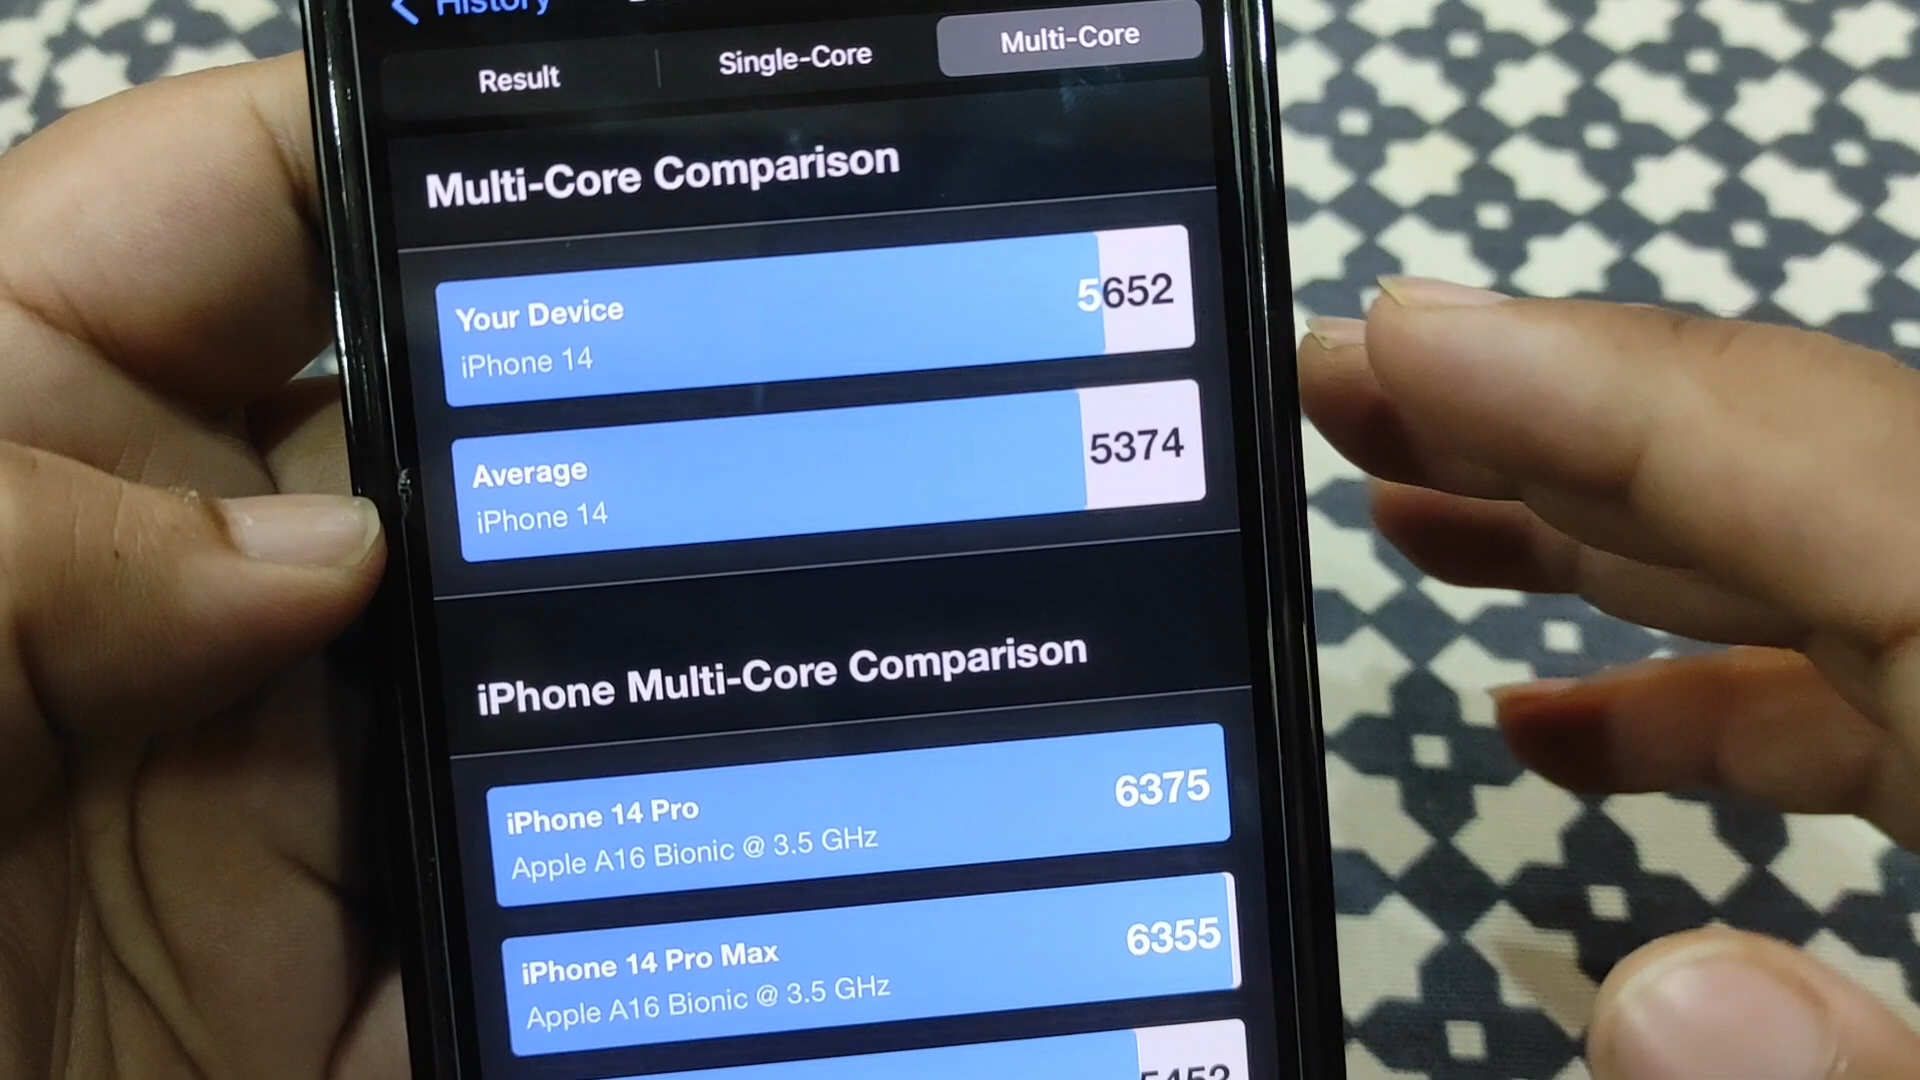 History
Result
Single-Core
Multi-Core
Multi-Core Comparison
Your Device
5652
iPhone 14
Average
5374
iPhone 14
iPhone Multi-Core Comparison
iPhone 14 Pro
6375
Apple A16 Bionic @ 3.5 GHz
iPhone 14 Pro Max
6355
Apple A16 Bionic @ 3.5 GHz
5452